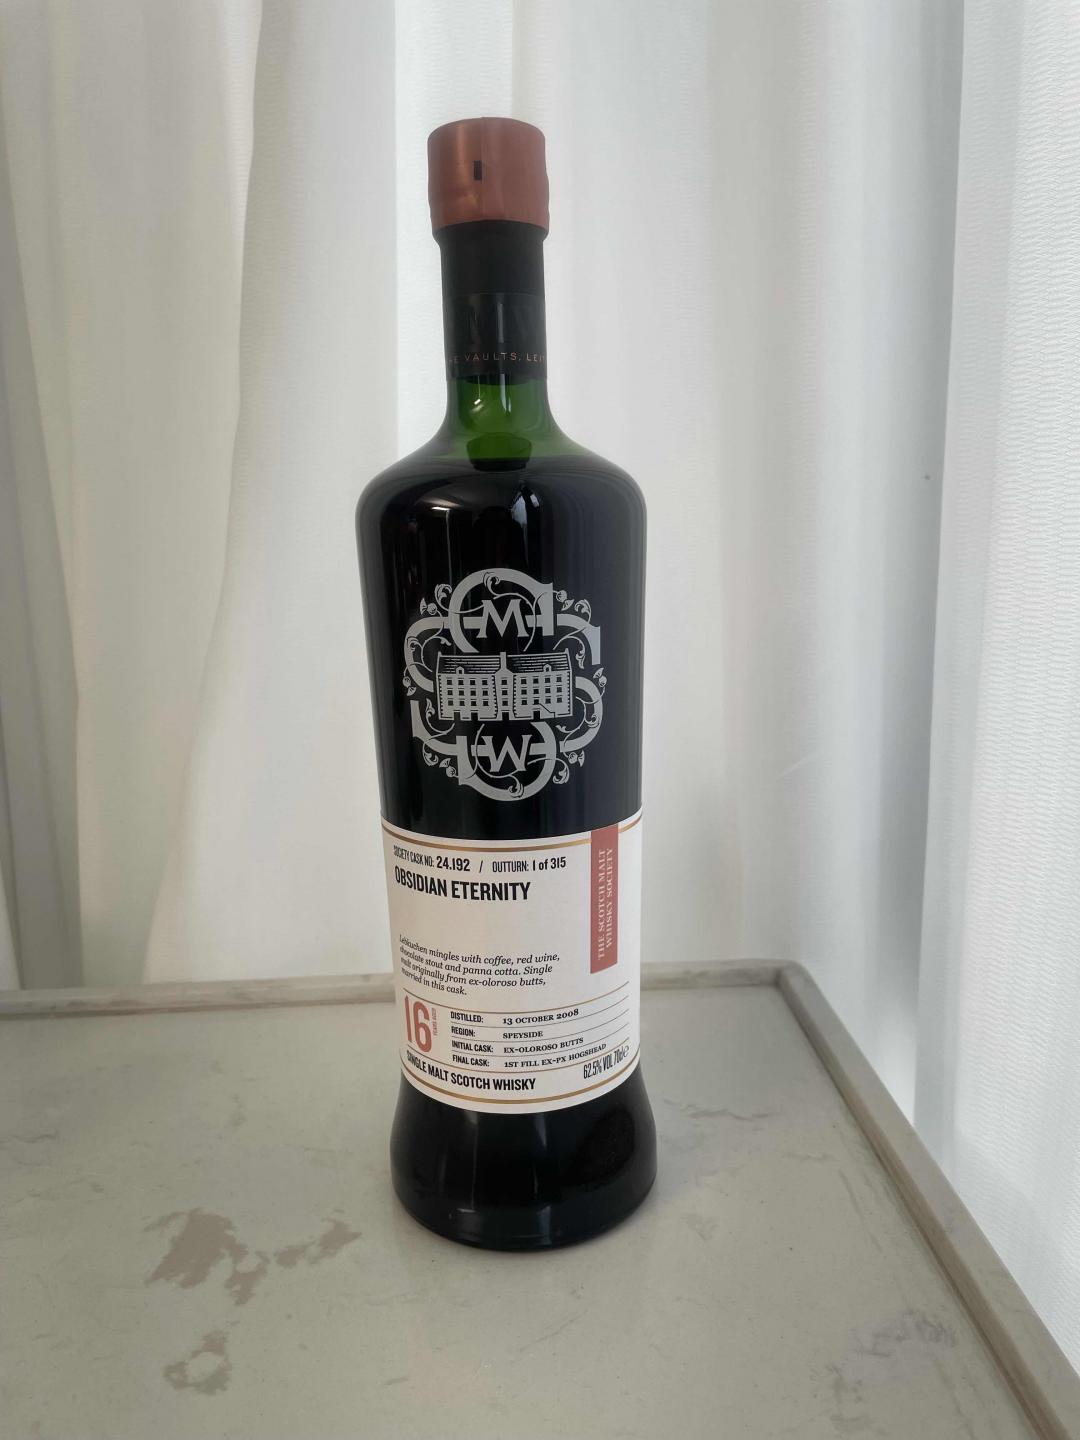 HE VAULTS, LEIT
M
W
SOCIETY CASK NO: 24.192 / OUTTURN: 1 of 315
OBSIDIAN ETERNITY
THE SCOTCH MALT
WHISKY SOCIETY
Lebkuchen mingles with coffee, red wine,
chocolate stout and panna cotta. Single
malt originally from ex-oloroso butts,
married in this cask.
16 YEARS AGED
DISTILLED: 13 OCTOBER 2008
REGION: SPEYSIDE
INITIAL CASK: EX-OLOROSO BUTTS
FINAL CASK: 1ST FILL EX-PX HOGSHEAD
SINGLE MALT SCOTCH WHISKY
62.5% VOL 70cl e